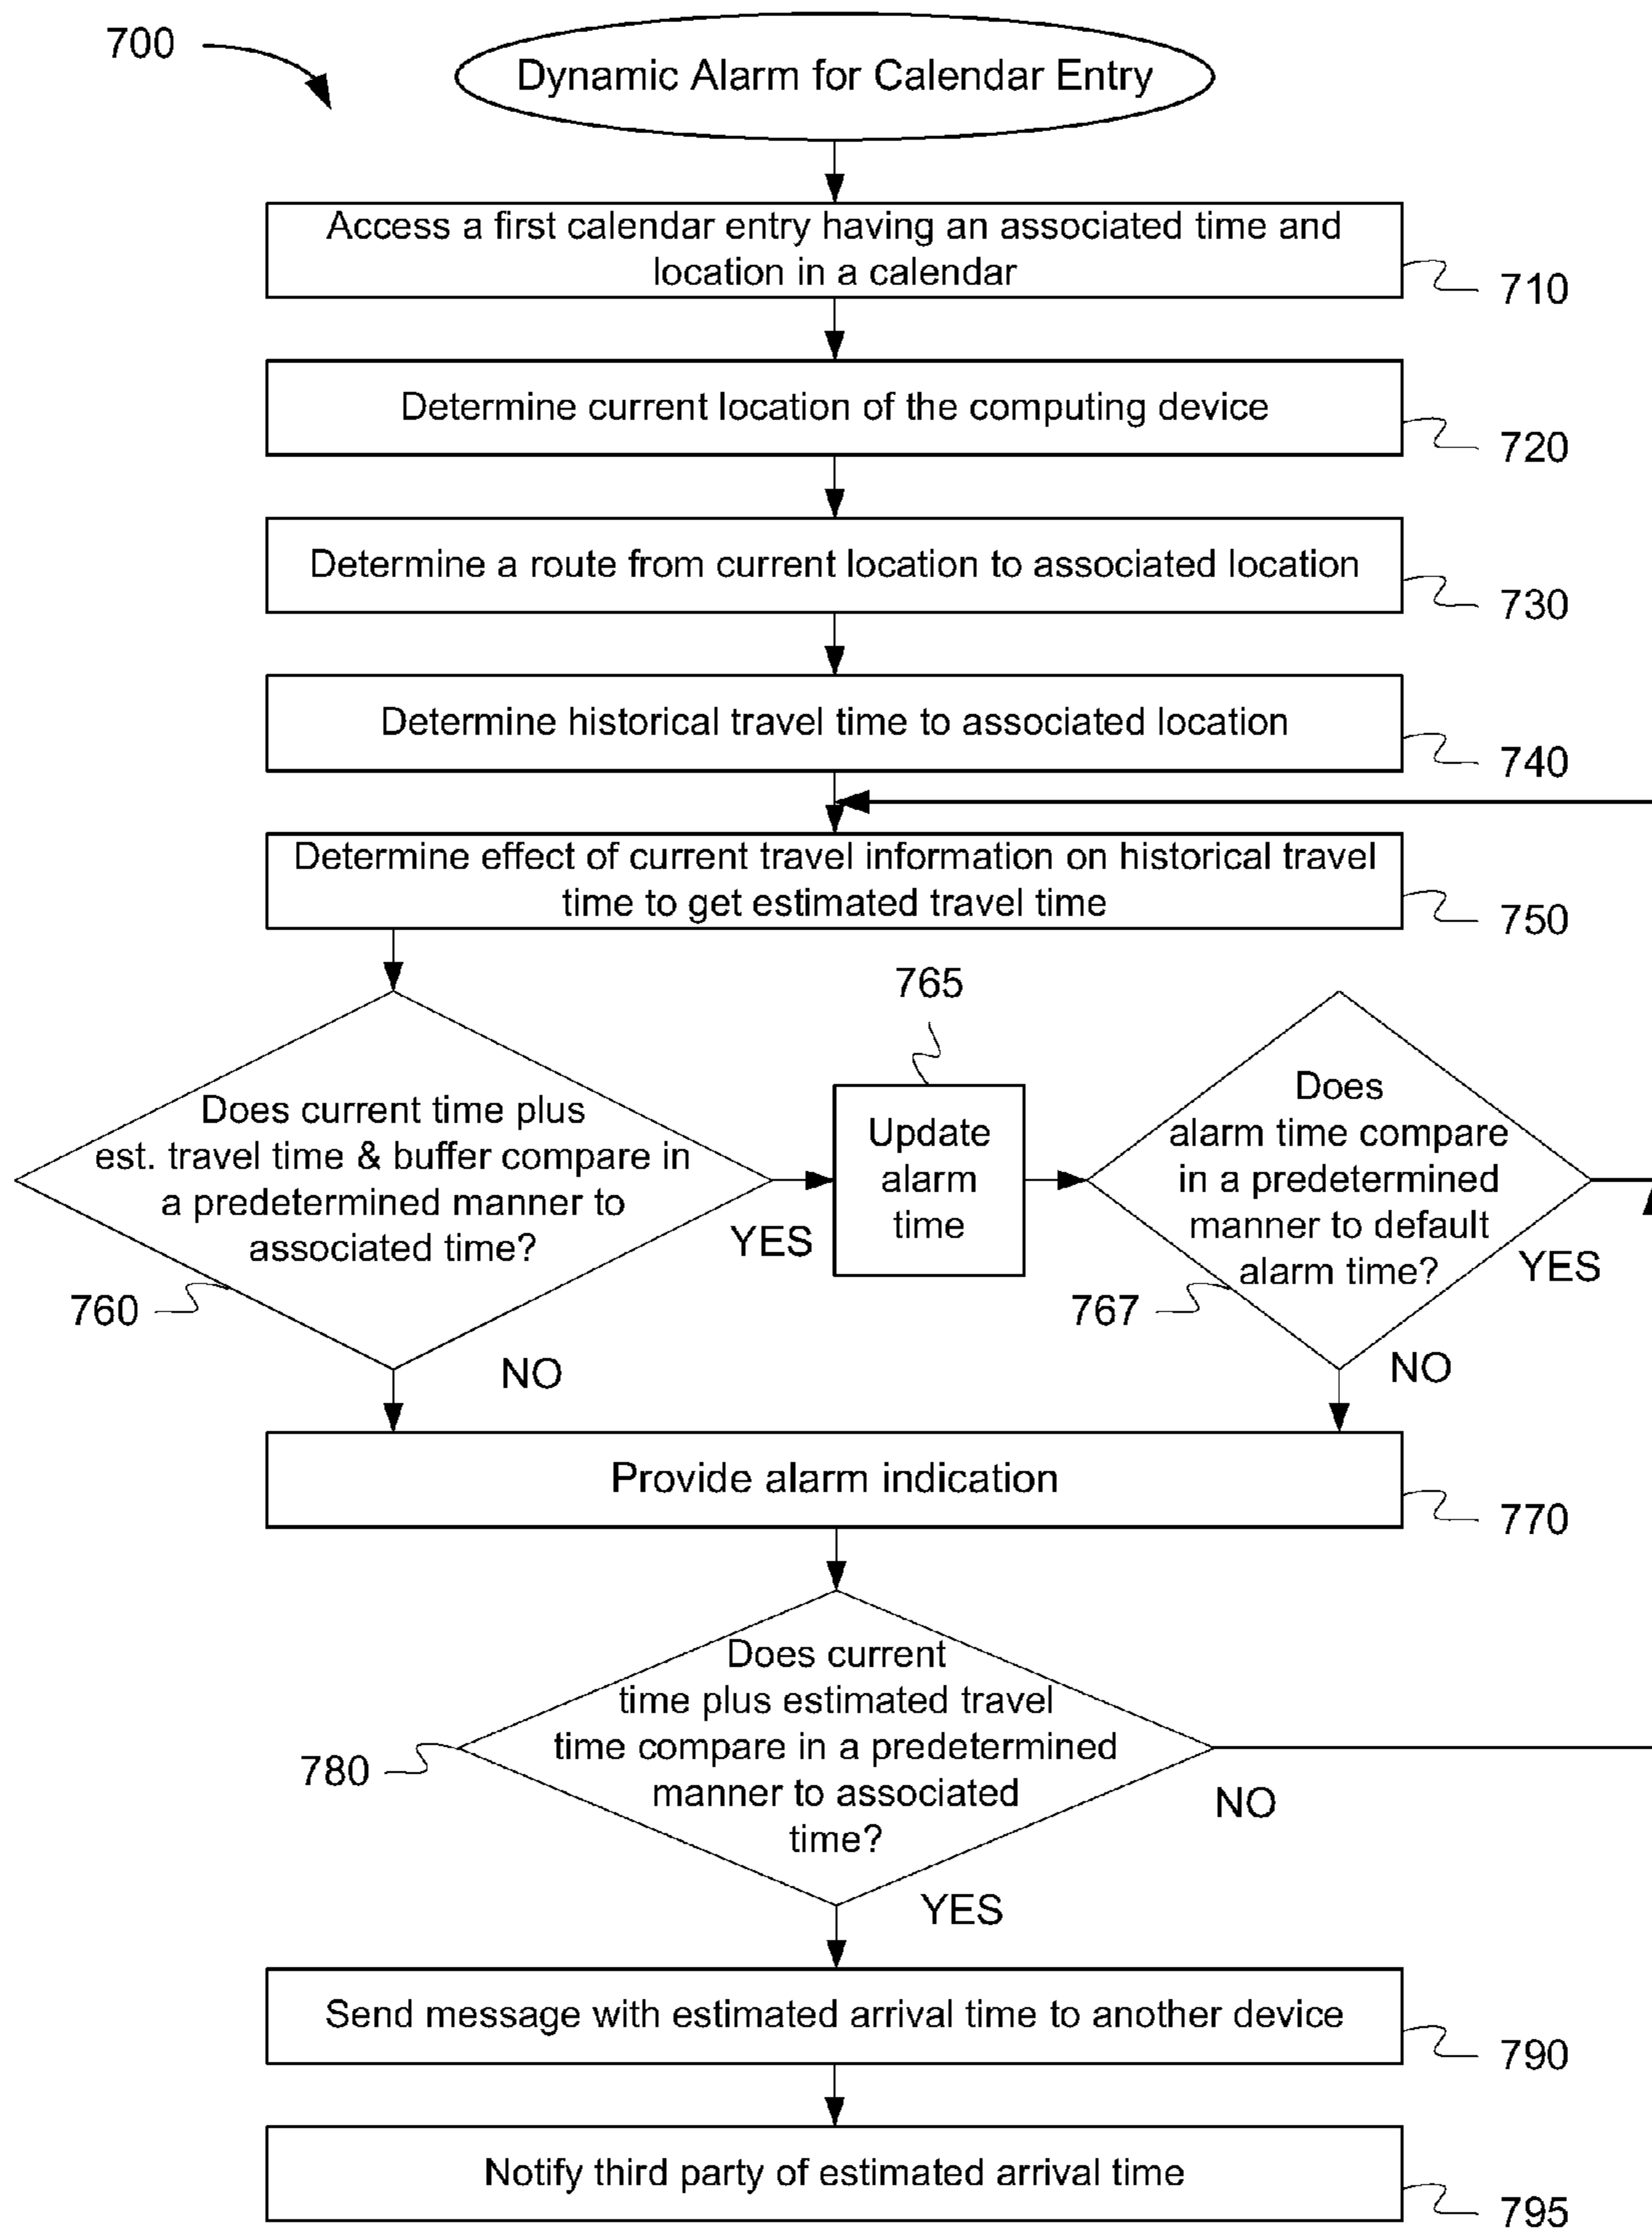 700
Dynamic Alarm for Calendar Entry
Access a first calendar entry having an associated time and
location in a calendar
710
Determine current location of the computing device
720
Determine a route from current location to associated location
730
Determine historical travel time to associated location
740
Determine effect of current travel information on historical travel
time to get estimated travel time
750
Does current time plus
est. travel time & buffer compare in
a predetermined manner to
associated time?
760
YES
NO
765
Update
alarm
time
Does
alarm time compare
in a predetermined
manner to default
alarm time?
767
YES
NO
Provide alarm indication
770
Does current
time plus estimated travel
time compare in a predetermined
manner to associated
time?
780
NO
YES
Send message with estimated arrival time to another device
790
Notify third party of estimated arrival time
795